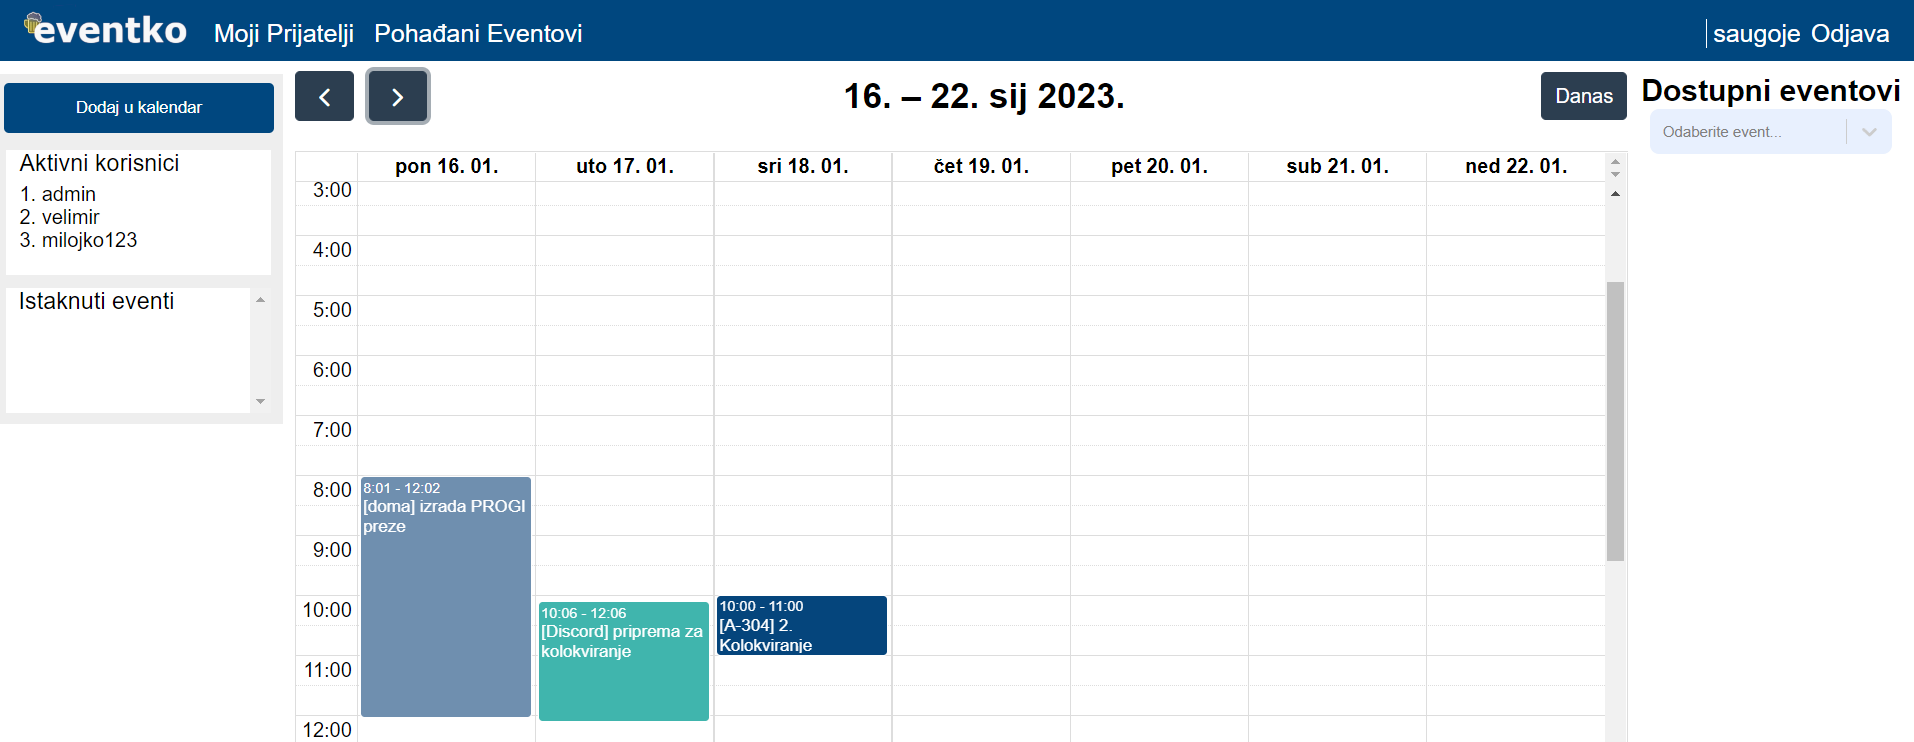 eventko Moji Prijatelji Pohađani Eventovi saugoje Odjava
Dodaj u kalendar
Aktivni korisnici
1. admin
2. velimir
3. milojko123
Istaknuti eventi
16. – 22. sij 2023.
Danas
pon 16. 01. uto 17. 01. sri 18. 01. čet 19. 01. pet 20. 01. sub 21. 01. ned 22. 01.
3:00
4:00
5:00
6:00
7:00
8:00
9:00
10:00
11:00
12:00
8:01 - 12:02
[doma] izrada PROGI
preze
10:06 - 12:06
[Discord] priprema za
kolokviranje
10:00 - 11:00
[A-304] 2.
Kolokviranje
Dostupni eventovi
Odaberite event...